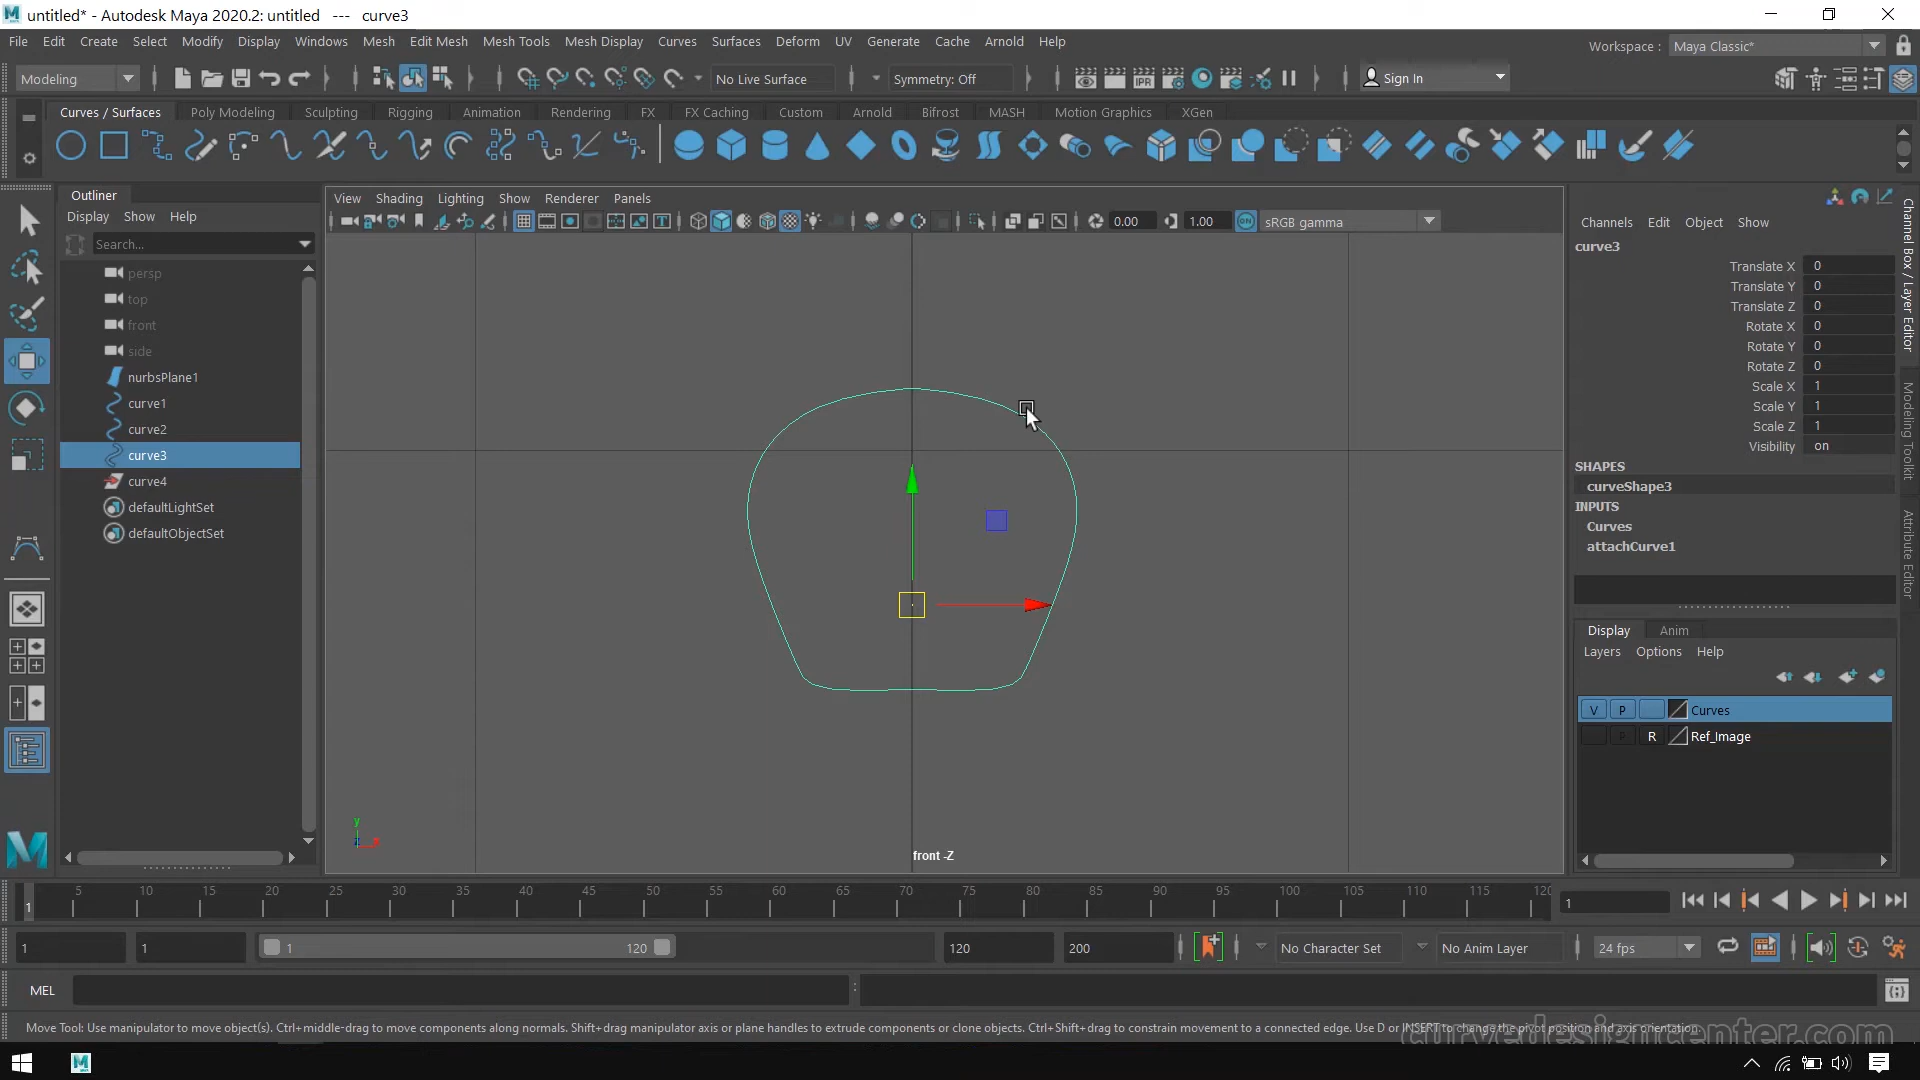 untitled* - Autodesk Maya 2020.2: untitled   ---   curve3
File Edit Create Select Modify Display Windows Mesh Edit Mesh Mesh Tools Mesh Display Curves Surfaces Deform UV Generate Cache Arnold Help
Workspace : Maya Classic*
Modeling No Live Surface Symmetry: Off IPR Sign In
Curves / Surfaces Poly Modeling Sculpting Rigging Animation Rendering FX FX Caching Custom Arnold Bifrost MASH Motion Graphics XGen
Outliner
Display Show Help
Search...
persp
top
front
side
nurbsPlane1
curve1
curve2
curve3
curve4
defaultLightSet
defaultObjectSet
View Shading Lighting Show Renderer Panels
0.00 1.00 ON sRGB gamma
y
z x
front -Z
Channels Edit Object Show
curve3
Translate X 0
Translate Y 0
Translate Z 0
Rotate X 0
Rotate Y 0
Rotate Z 0
Scale X 1
Scale Y 1
Scale Z 1
Visibility on
SHAPES
curveShape3
INPUTS
Curves
attachCurve1
Display Anim
Layers Options Help
V P Curves
R Ref_Image
Channel Box / Layer Editor
Modeling Toolkit
Attribute Editor
5 10 15 20 25 30 35 40 45 50 55 60 65 70 75 80 85 90 95 100 105 110 115 120
1
1
1 1 1 120 120 200 No Character Set No Anim Layer 24 fps
MEL
Move Tool: Use manipulator to move object(s). Ctrl+middle-drag to move components along normals. Shift+drag manipulator axis or plane handles to extrude components or clone objects. Ctrl+Shift+drag to constrain movement to a connected edge. Use D or INSERT to change the pivot position and axis orientation.
curvedesigncenter.com